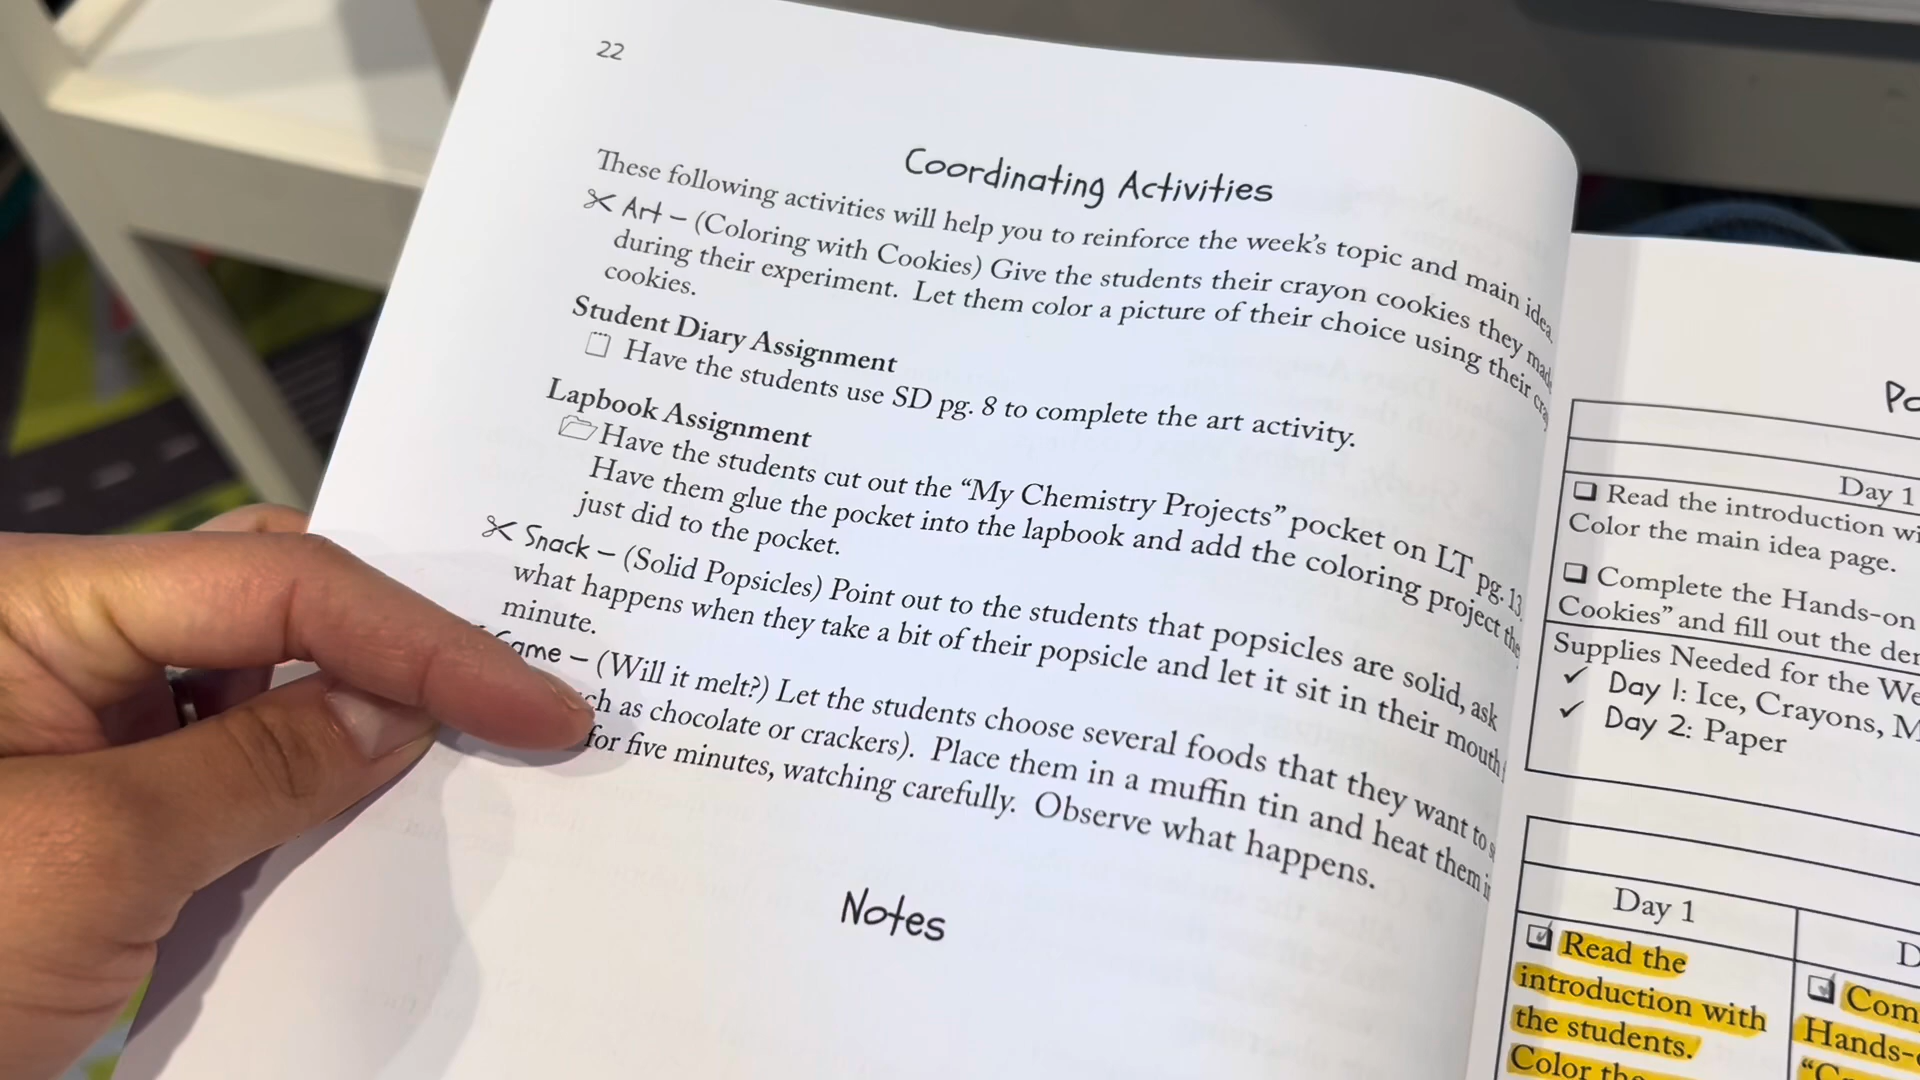 22
Coordinating Activities
These following activities will help you to reinforce the week's topic and main idea.
Art – (Coloring with Cookies) Give the students their crayon cookies they made
during their experiment. Let them color a picture of their choice using their
cookies.
Student Diary Assignment
Have the students use SD pg. 8 to complete the art activity.
Lapbook Assignment
Have the students cut out the “My Chemistry Projects” pocket on LT pg. 13.
Have them glue the pocket into the lapbook and add the coloring project
just did to the pocket.
Snack – (Solid Popsicles) Point out to the students that popsicles are solid, ask
what happens when they take a bit of their popsicle and let it sit in their mouth
minute.
– (Will it melt?) Let the students choose several foods that they want to
as chocolate or crackers). Place them in a muffin tin and heat them
for five minutes, watching carefully. Observe what happens.
Notes
Day 1
Read the introduction
Color the main idea page.
Complete the Hands-on
Cookies” and fill out the
Supplies Needed for the
✓ Day 1: Ice, Crayons,
✓ Day 2: Paper
Day 1
Read the
introduction with
the students.
Color